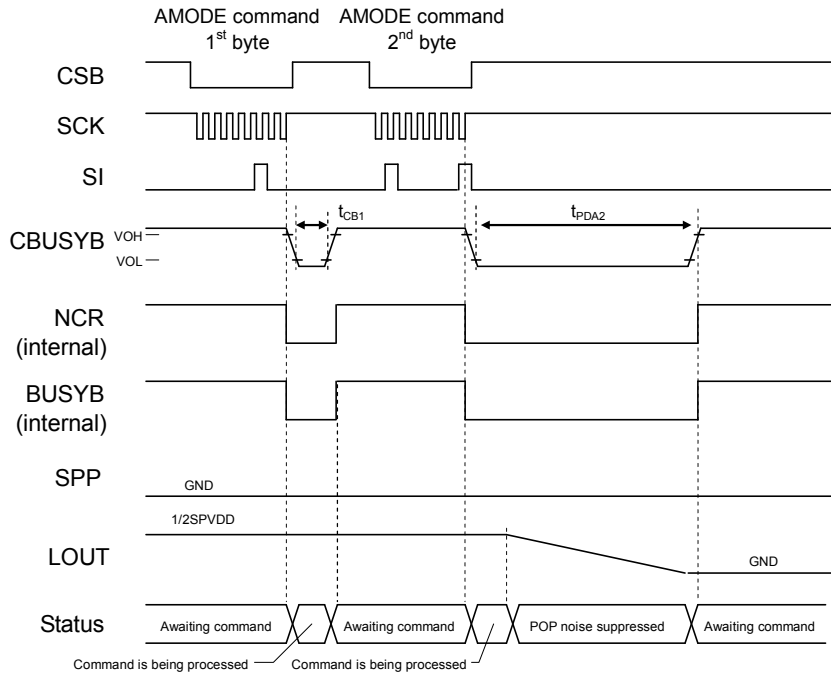 AMODE command
1st byte
AMODE command
2nd byte
CSB
SCK
SI
tCB1
tPDA2
CBUSYB
VOH
VOL
NCR
(internal)
BUSYB
(internal)
SPP
GND
1/2SPVDD
LOUT
GND
Status
Awaiting command
Awaiting command
POP noise suppressed
Awaiting command
Command is being processed
Command is being processed